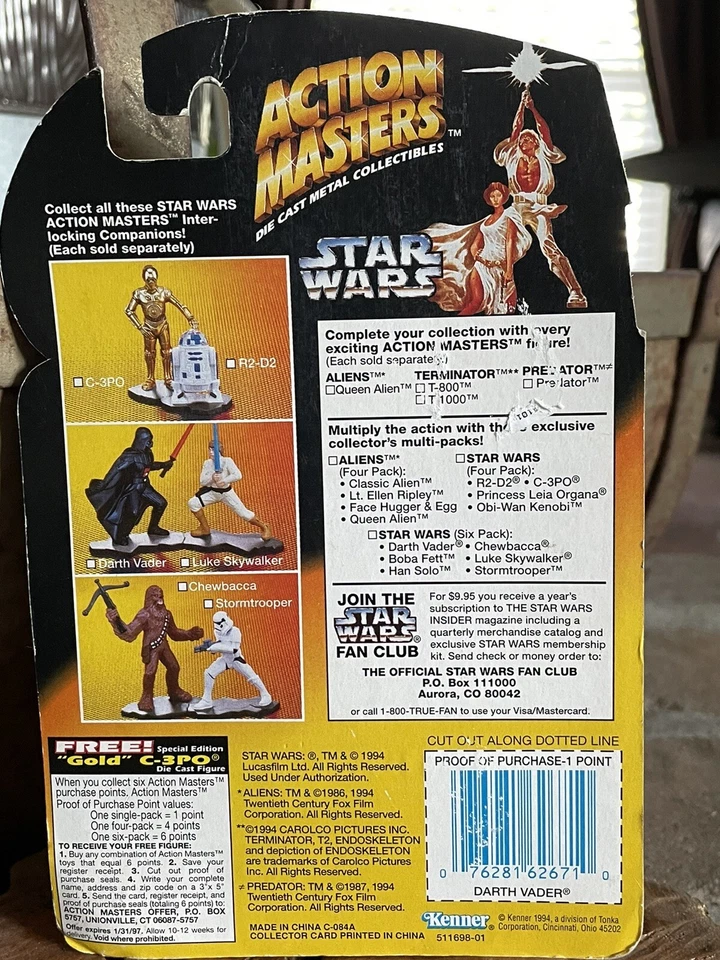 ACTION
MASTERS™
DIE CAST METAL COLLECTIBLES
STAR
WARS
Collect all these STAR WARS
ACTION MASTERS™ Inter-
locking Companions!
(Each sold separately)
C-3PO
R2-D2
Darth Vader
Luke Skywalker
Chewbacca
Stormtrooper
Complete your collection with every
exciting ACTION MASTERS™ figure!
(Each sold separately)
ALIENS™* TERMINATOR™** PREDATOR™≠
Queen Alien™ T-800™ Predator™
T-1000™
Multiply the action with exclusive
collector's multi-packs!
ALIENS™*
(Four Pack):
• Classic Alien™
• Lt. Ellen Ripley™
• Face Hugger & Egg
• Queen Alien™
STAR WARS
(Four Pack):
• R2-D2® • C-3PO®
• Princess Leia Organa®
• Obi-Wan Kenobi™
STAR WARS (Six Pack):
• Darth Vader® • Chewbacca®
• Boba Fett™ • Luke Skywalker®
• Han Solo™ • Stormtrooper™
JOIN THE
STAR
WARS®
FAN CLUB
For $9.95 you receive a year's
subscription to THE STAR WARS
INSIDER magazine including a
quarterly merchandise catalog and
exclusive STAR WARS membership
kit. Send check or money order to:
THE OFFICIAL STAR WARS FAN CLUB
P.O. Box 111000
Aurora, CO 80042
or call 1-800-TRUE-FAN to use your Visa/Mastercard.
FREE! Special Edition
"Gold" C-3PO®
Die Cast Figure
When you collect six Action Masters™
purchase points, Action Masters™
Proof of Purchase Point values:
One single-pack = 1 point
One four-pack = 4 points
One six-pack = 6 points
TO RECEIVE YOUR FREE FIGURE:
1. Buy any combination of Action Masters™
toys that equal 6 points. 2. Save your
register receipt. 3. Cut out proof of
purchase seals. 4. Write your complete
name, address and zip code on a 3"x 5"
card. 5. Send the card, register receipt, and
proof of purchase seals (totaling 6 points) to:
ACTION MASTERS OFFER, P.O. BOX
5757, UNIONVILLE, CT 06087-5757
Offer expires 1/31/97. Allow 10-12 weeks for
delivery. Void where prohibited.
STAR WARS: ®, TM & © 1994
Lucasfilm Ltd. All Rights Reserved.
Used Under Authorization.
*ALIENS: TM & ©1986, 1994
Twentieth Century Fox Film
Corporation. All Rights Reserved.
**©1994 CAROLCO PICTURES INC.
TERMINATOR, T2, ENDOSKELETON
and depiction of ENDOSKELETON
are trademarks of Carolco Pictures
Inc. All Rights Reserved.
≠ PREDATOR: TM &©1987, 1994
Twentieth Century Fox Film
Corporation. All Rights Reserved.
MADE IN CHINA C-084A
COLLECTOR CARD PRINTED IN CHINA
CUT OUT ALONG DOTTED LINE
PROOF OF PURCHASE-1 POINT
0 76281 62671 0
DARTH VADER®
Kenner
® © Kenner 1994, a division of Tonka
Corporation, Cincinnati, Ohio 45202
511698-01